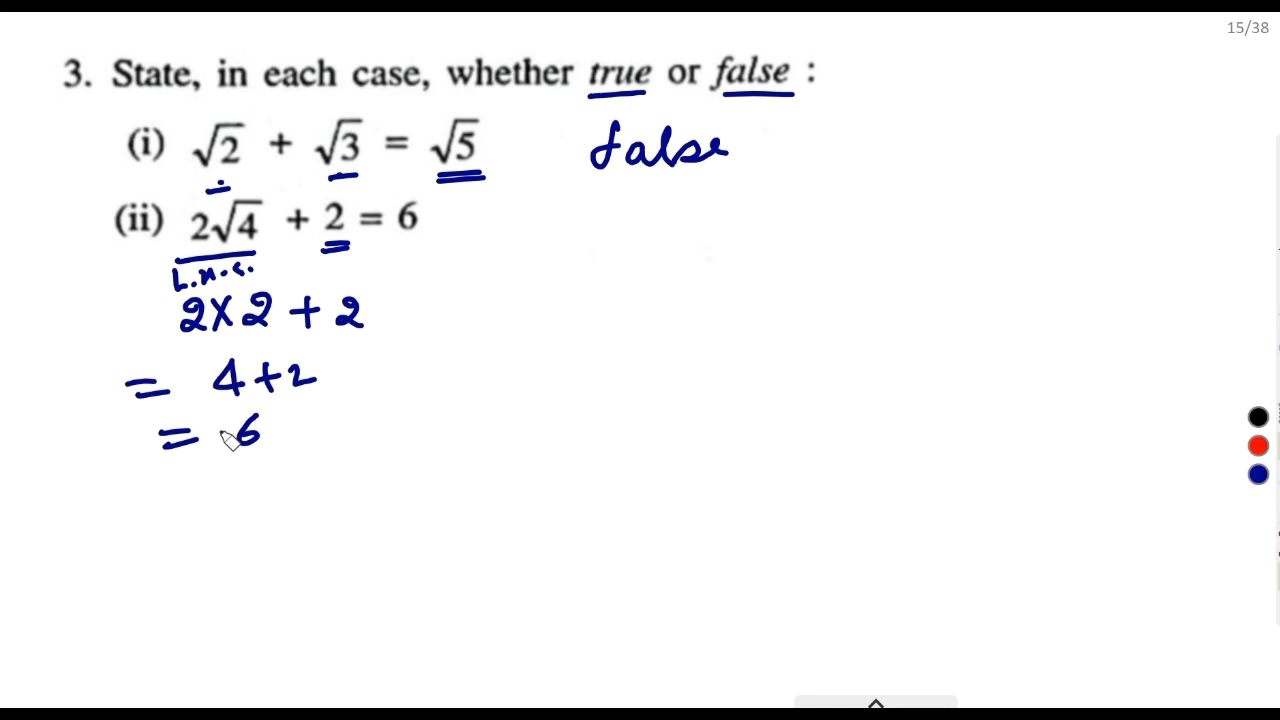 15/38
3. State, in each case, whether true or false :
(i) √2 + √3 = √5 false
(ii) 2√4 + 2 = 6
L.H.S.
2×2 + 2
= 4+2
= 6